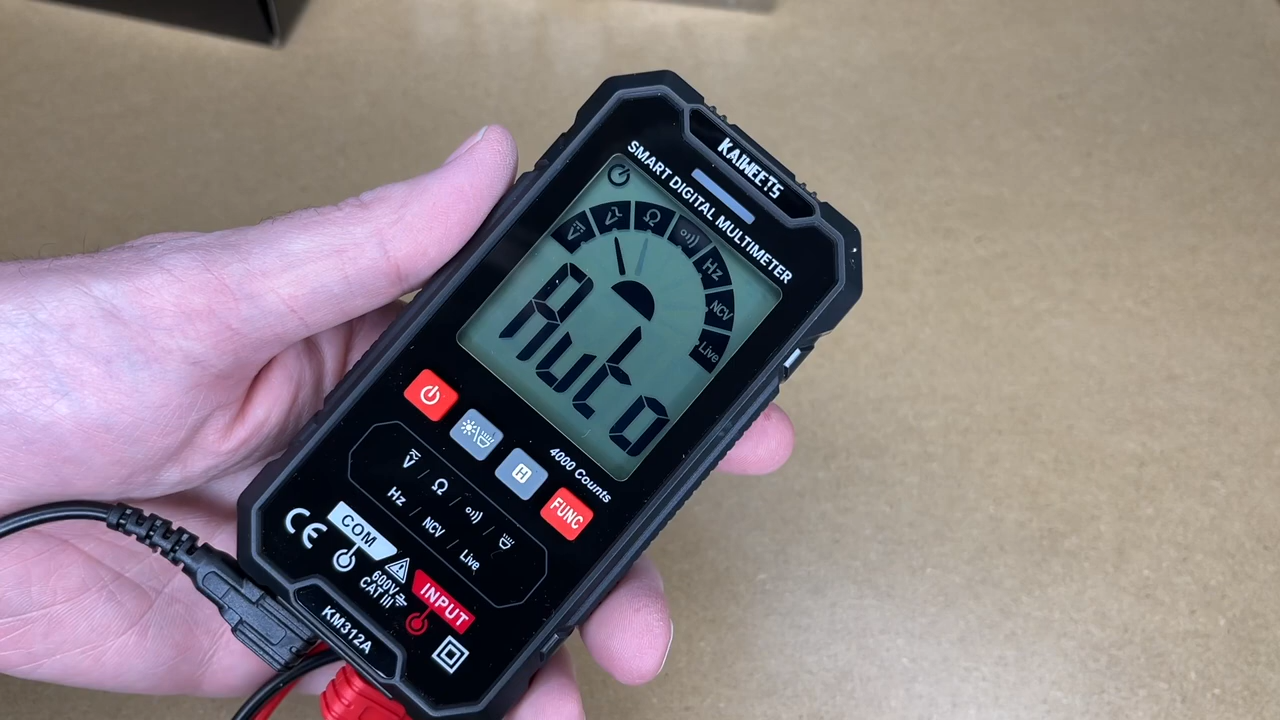 KAIWEETS
SMART DIGITAL MULTIMETER
Ω
Hz
NCV
Live
Auto
4000 Counts
H
FUNC
V / Ω /
Hz / NCV / Live
CE
COM
600V
CAT III
INPUT
KM312A